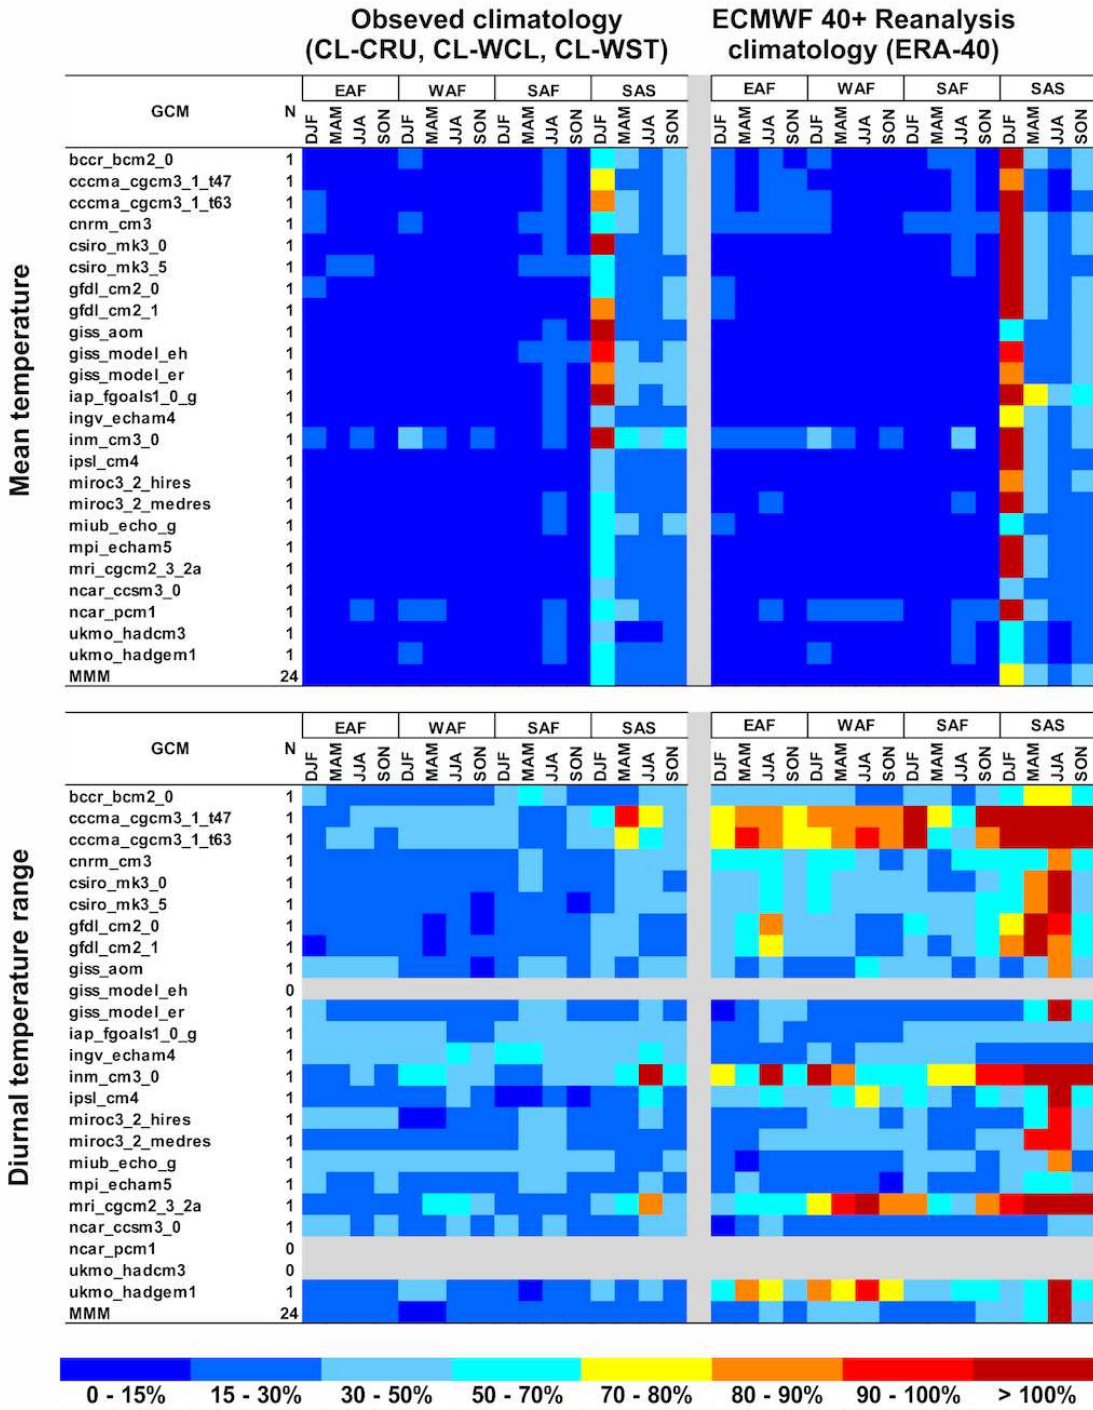 Obseved climatology
(CL-CRU, CL-WCL, CL-WST)
ECMWF 40+ Reanalysis
climatology (ERA-40)
Mean temperature
GCM N EAF WAF SAF SAS EAF WAF SAF SAS
DJF MAM JJA SON DJF MAM JJA SON DJF MAM JJA SON DJF MAM JJA SON DJF MAM JJA SON DJF MAM JJA SON DJF MAM JJA SON DJF MAM JJA SON
bccr_bcm2_0 1
cccma_cgcm3_1_t47 1
cccma_cgcm3_1_t63 1
cnrm_cm3 1
csiro_mk3_0 1
csiro_mk3_5 1
gfdl_cm2_0 1
gfdl_cm2_1 1
giss_aom 1
giss_model_eh 1
giss_model_er 1
iap_fgoals1_0_g 1
ingv_echam4 1
inm_cm3_0 1
ipsl_cm4 1
miroc3_2_hires 1
miroc3_2_medres 1
miub_echo_g 1
mpi_echam5 1
mri_cgcm2_3_2a 1
ncar_ccsm3_0 1
ncar_pcm1 1
ukmo_hadcm3 1
ukmo_hadgem1 1
MMM 24
Diurnal temperature range
GCM N EAF WAF SAF SAS EAF WAF SAF SAS
DJF MAM JJA SON DJF MAM JJA SON DJF MAM JJA SON DJF MAM JJA SON DJF MAM JJA SON DJF MAM JJA SON DJF MAM JJA SON DJF MAM JJA SON
bccr_bcm2_0 1
cccma_cgcm3_1_t47 1
cccma_cgcm3_1_t63 1
cnrm_cm3 1
csiro_mk3_0 1
csiro_mk3_5 1
gfdl_cm2_0 1
gfdl_cm2_1 1
giss_aom 1
giss_model_eh 0
giss_model_er 1
iap_fgoals1_0_g 1
ingv_echam4 1
inm_cm3_0 1
ipsl_cm4 1
miroc3_2_hires 1
miroc3_2_medres 1
miub_echo_g 1
mpi_echam5 1
mri_cgcm2_3_2a 1
ncar_ccsm3_0 1
ncar_pcm1 0
ukmo_hadcm3 0
ukmo_hadgem1 1
MMM 24
0 - 15% 15 - 30% 30 - 50% 50 - 70% 70 - 80% 80 - 90% 90 - 100% > 100%